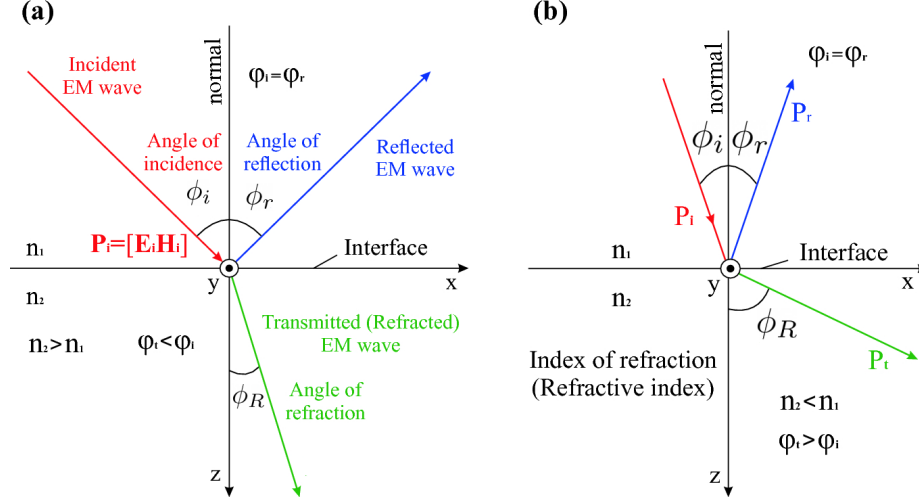 (a)
normal
φᵢ=φᵣ
Incident
EM wave
Angle of
incidence
Angle of
reflection
Reflected
EM wave
ϕᵢ
ϕᵣ
Pᵢ=[EᵢHᵢ]
n₁
Interface
y
x
n₂
n₂>n₁
φₜ<φᵢ
Transmitted (Refracted)
EM wave
ϕ_R
Angle of
refraction
z
(b)
normal
φᵢ=φᵣ
Pᵣ
ϕᵢ
ϕᵣ
Pᵢ
n₁
Interface
y
x
n₂
ϕ_R
Pₜ
Index of refraction
(Refractive index)
n₂<n₁
φₜ>φᵢ
z